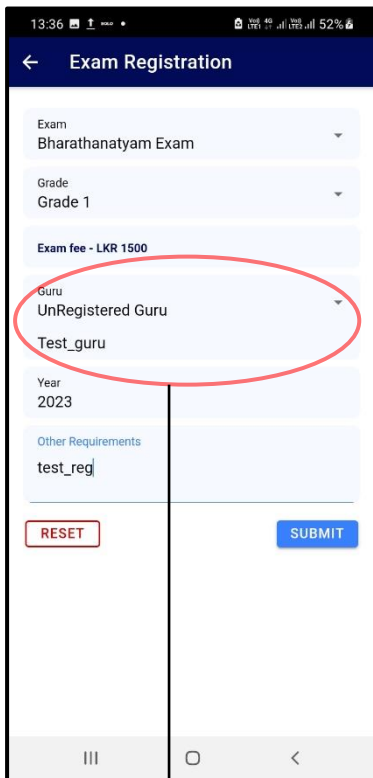 13:36 52%
Exam Registration
Exam
Bharathanatyam Exam
Grade
Grade 1
Exam fee - LKR 1500
Guru
UnRegistered Guru
Test_guru
Year
2023
Other Requirements
test_reg
RESET SUBMIT